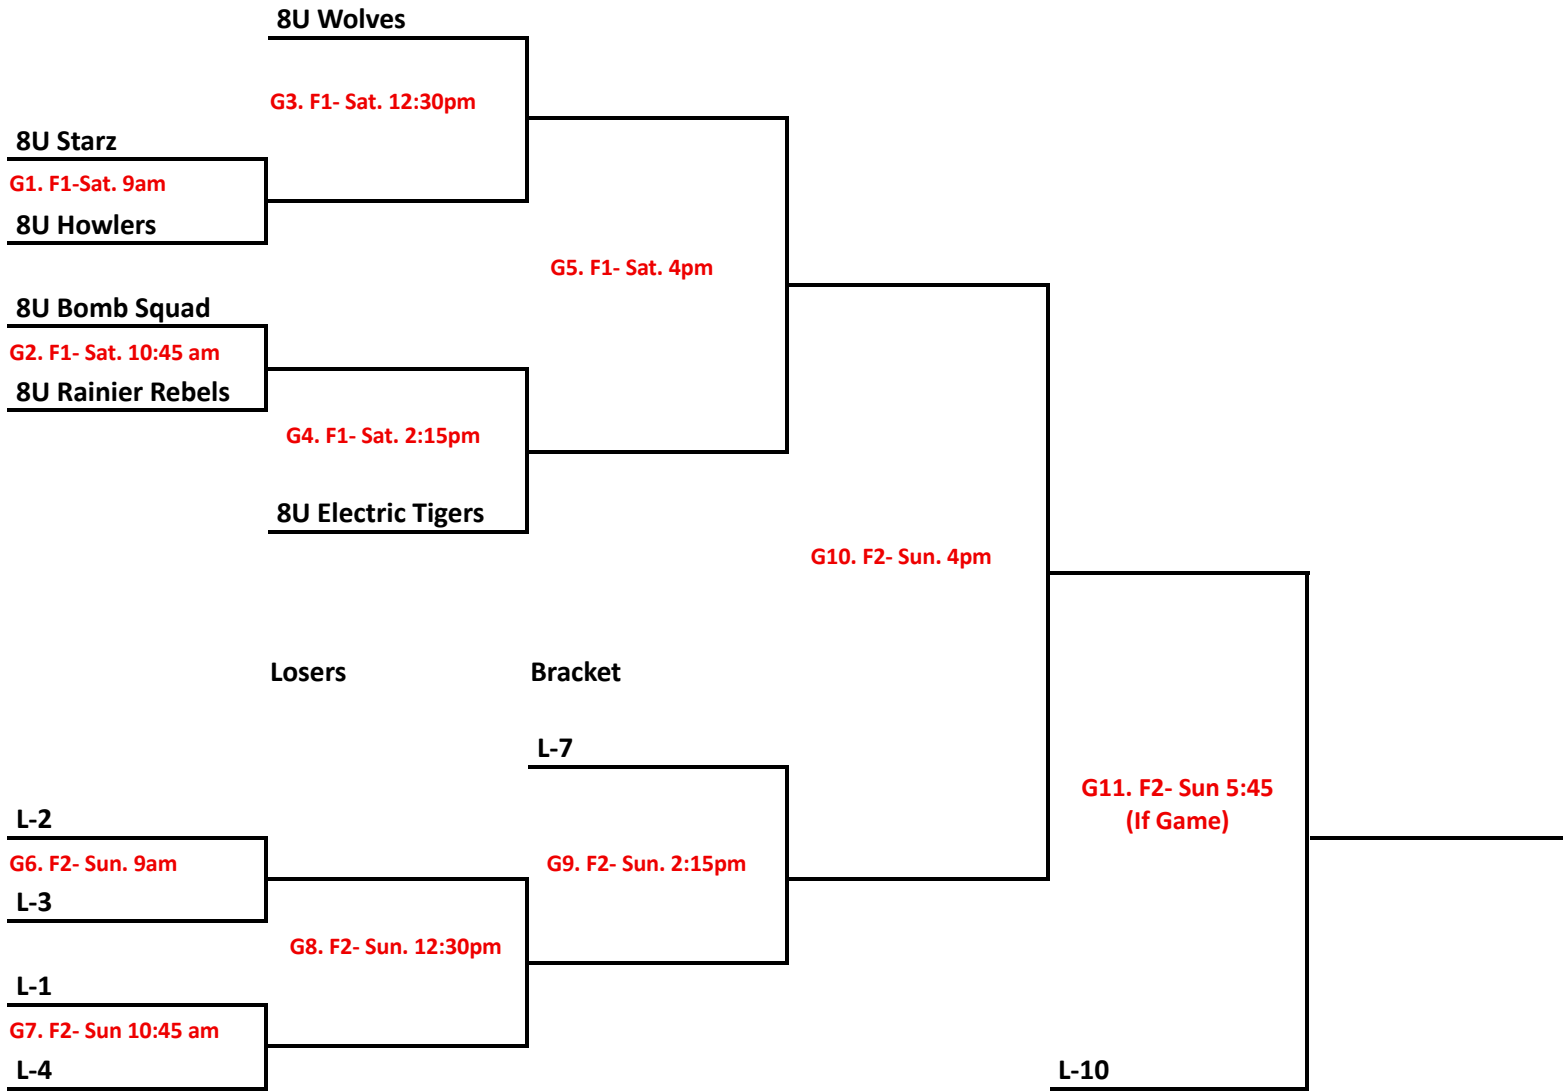 8U Wolves
G3. F1- Sat. 12:30pm
8U Starz
G1. F1-Sat. 9am
8U Howlers
G5. F1- Sat. 4pm
8U Bomb Squad
G2. F1- Sat. 10:45 am
8U Rainier Rebels
G4. F1- Sat. 2:15pm
8U Electric Tigers
G10. F2- Sun. 4pm
Losers
Bracket
L-7
G11. F2- Sun 5:45
(If Game)
L-2
G6. F2- Sun. 9am
G9. F2- Sun. 2:15pm
L-3
G8. F2- Sun. 12:30pm
L-1
G7. F2- Sun 10:45 am
L-4
L-10